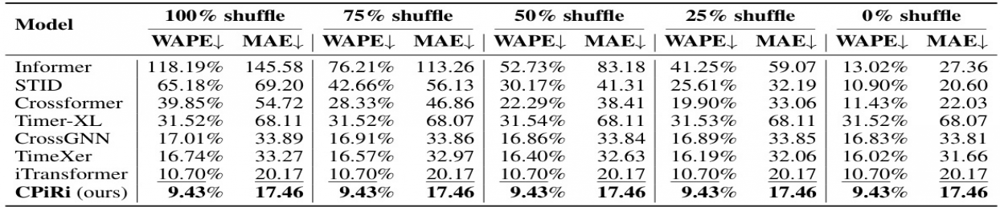 Model 100% shuffle 75% shuffle 50% shuffle 25% shuffle 0% shuffle
WAPE↓ MAE↓ WAPE↓ MAE↓ WAPE↓ MAE↓ WAPE↓ MAE↓ WAPE↓ MAE↓
Informer 118.19% 145.58 76.21% 113.26 52.73% 83.18 41.25% 59.07 13.02% 27.36
STID 65.18% 69.20 42.66% 56.13 30.17% 41.31 25.61% 32.19 10.90% 20.60
Crossformer 39.85% 54.72 28.33% 46.86 22.29% 38.41 19.90% 33.06 11.43% 22.03
Timer-XL 31.52% 68.11 31.52% 68.07 31.54% 68.11 31.53% 68.11 31.52% 68.07
CrossGNN 17.01% 33.89 16.91% 33.86 16.86% 33.84 16.89% 33.85 16.83% 33.81
TimeXer 16.74% 33.27 16.57% 32.97 16.40% 32.63 16.19% 32.06 16.02% 31.66
iTransformer 10.70% 20.17 10.70% 20.17 10.70% 20.17 10.70% 20.17 10.70% 20.17
CPiRi (ours) 9.43% 17.46 9.43% 17.46 9.43% 17.46 9.43% 17.46 9.43% 17.46